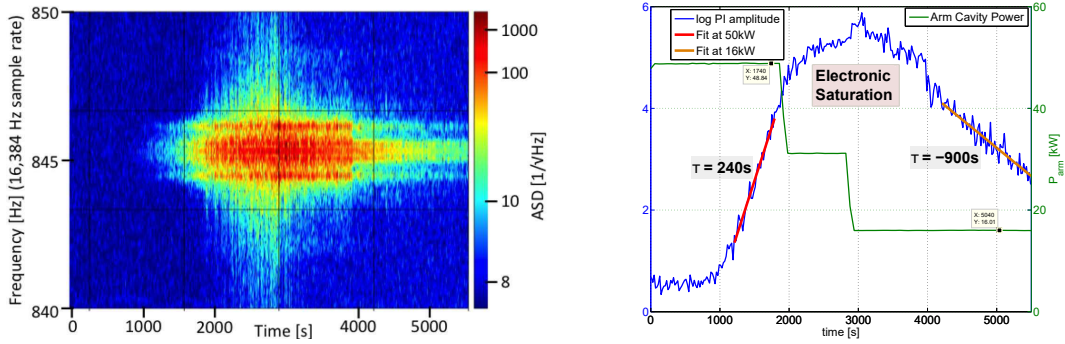 850
845
840
Frequency [Hz] (16,384 Hz sample rate)
0
1000
2000
Time [s]
3000
4000
5000
1000
100
10
8
ASD [1/√Hz]
log PI amplitude
Fit at 50kW
Fit at 16kW
Arm Cavity Power
X: 1740
Y: 48.84
Electronic
Saturation
τ = 240s
τ = −900s
X: 5040
Y: 16.01
6
4
2
0
60
40
20
0
P_arm [kW]
0
1000
2000
3000
4000
5000
time [s]